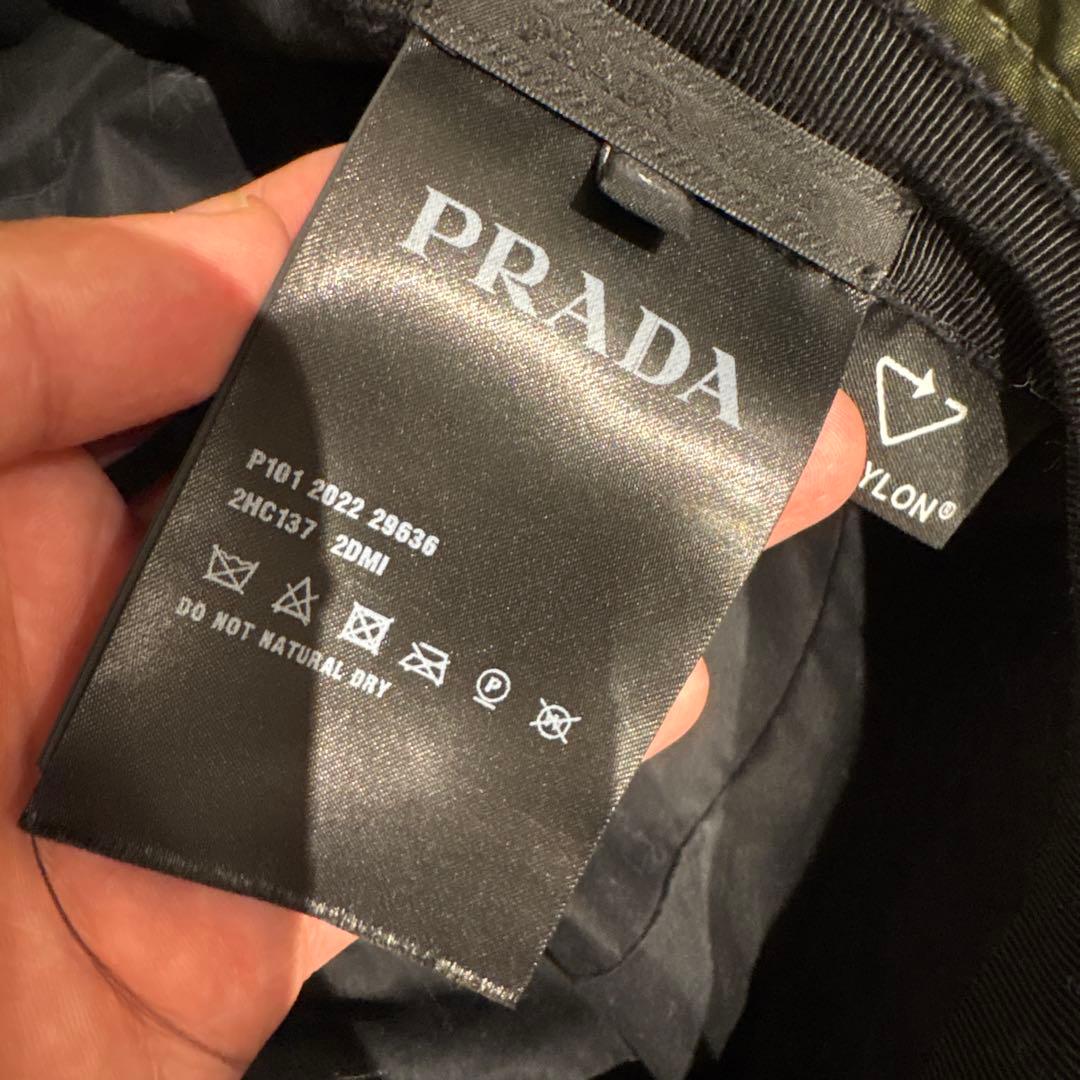 PRADA
P101 2022 29636
2HC137 2DMI
P
W
DO NOT NATURAL DRY
YLON®